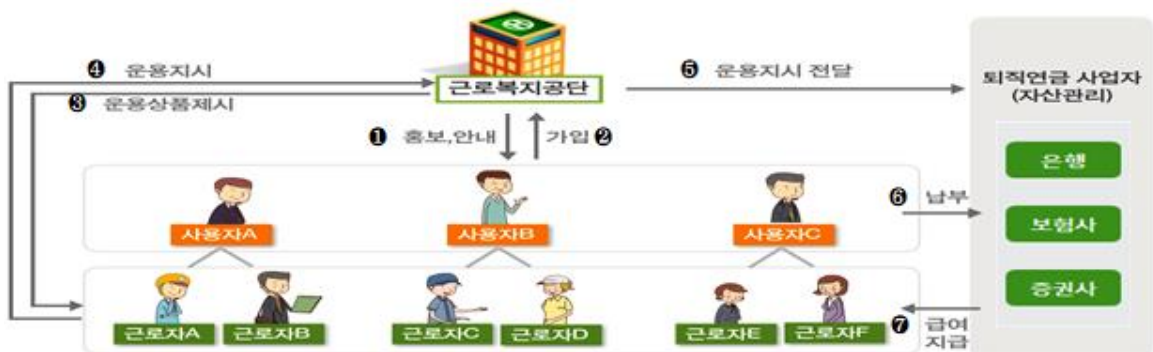 ❹ 운용지시
❸ 운용상품제시
근로복지공단
❺ 운용지시 전달
퇴직연금 사업자
(자산관리)
❶ 홍보,안내
가입 ❷
은행
보험사
증권사
❻ 납부
사용자A
사용자B
사용자C
근로자A
근로자B
근로자C
근로자D
근로자E
근로자F
❼ 급여
지급